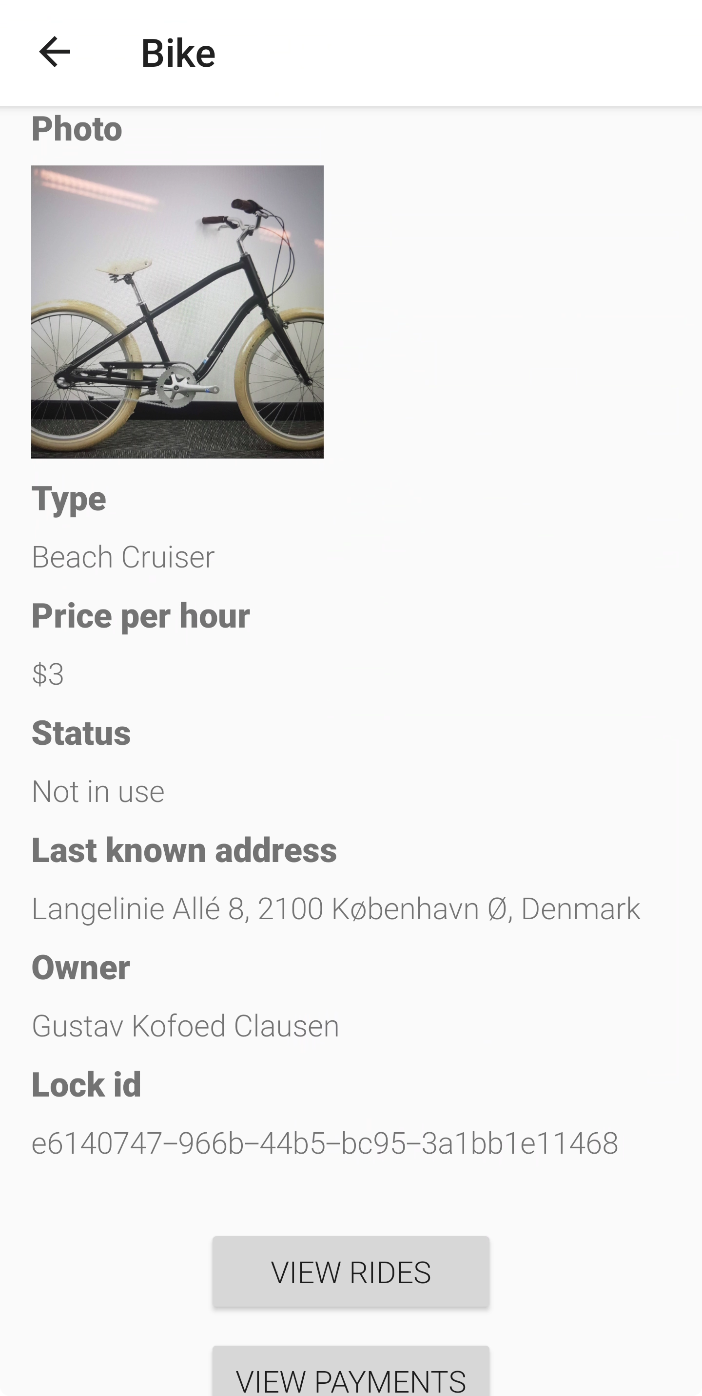 Bike
Photo
Type
Beach Cruiser
Price per hour
$3
Status
Not in use
Last known address
Langelinie Allé 8, 2100 København Ø, Denmark
Owner
Gustav Kofoed Clausen
Lock id
e6140747–966b–44b5–bc95–3a1bb1e11468
VIEW RIDES
VIEW PAYMENTS